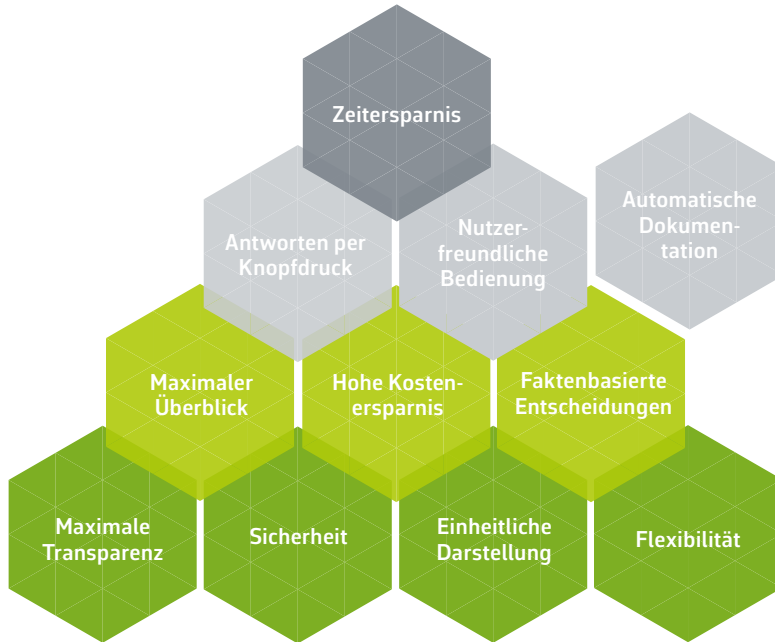 Zeitersparnis
Antworten per
Knopfdruck
Nutzer-
freundliche
Bedienung
Automatische
Dokumen-
tation
Maximaler
Überblick
Hohe Kosten-
ersparnis
Faktenbasierte
Entscheidungen
Maximale
Transparenz
Sicherheit
Einheitliche
Darstellung
Flexibilität